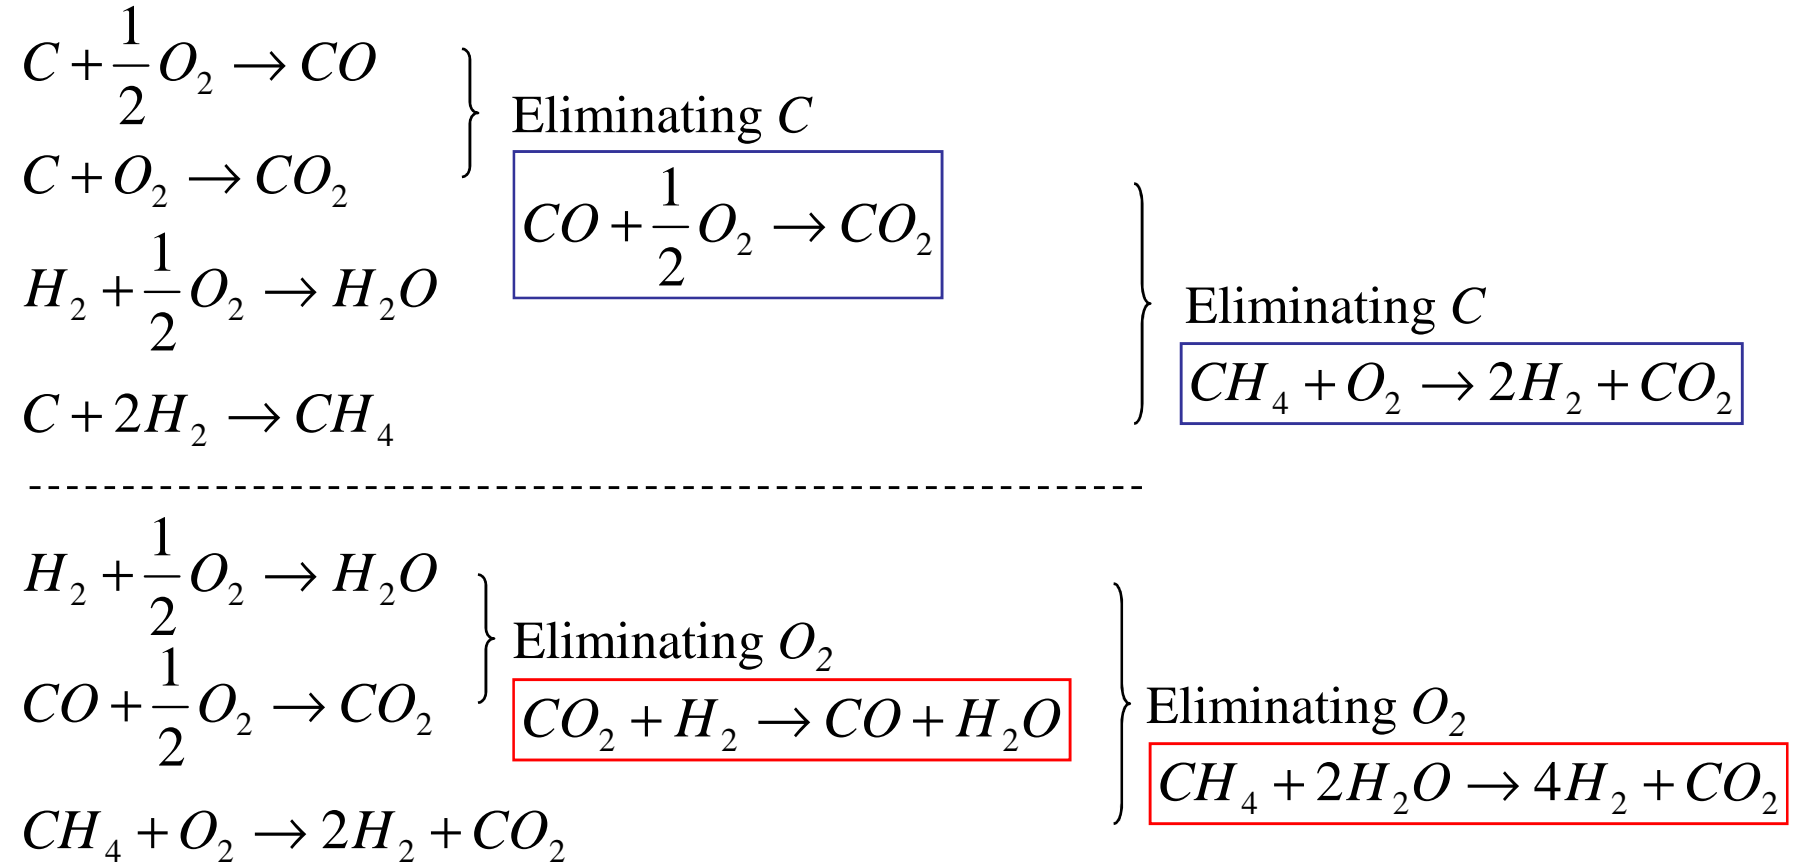 C + 1/2 O₂ → CO
Eliminating C
C + O₂ → CO₂
CO + 1/2 O₂ → CO₂
H₂ + 1/2 O₂ → H₂O
Eliminating C
CH₄ + O₂ → 2H₂ + CO₂
C + 2H₂ → CH₄
H₂ + 1/2 O₂ → H₂O
Eliminating O₂
CO + 1/2 O₂ → CO₂
CO₂ + H₂ → CO + H₂O
Eliminating O₂
CH₄ + 2H₂O → 4H₂ + CO₂
CH₄ + O₂ → 2H₂ + CO₂